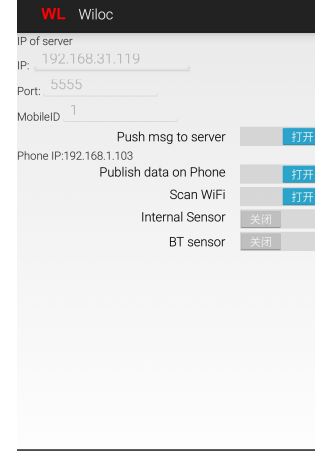 WL Wiloc
IP of server
IP: 192.168.31.119
Port: 5555
MobileID 1
Push msg to server 打开
Phone IP:192.168.1.103
Publish data on Phone 打开
Scan WiFi 打开
Internal Sensor 关闭
BT sensor 关闭